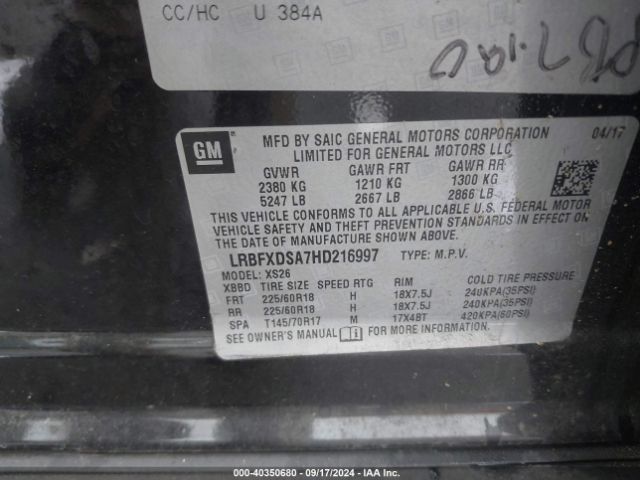 CC/HC U 384A
GM
MFD BY SAIC GENERAL MOTORS CORPORATION 04/17
LIMITED FOR GENERAL MOTORS LLC
GVWR GAWR FRT GAWR RR
2380 KG 1210 KG 1300 KG
5247 LB 2667 LB 2866 LB
THIS VEHICLE CONFORMS TO ALL APPLICABLE U.S. FEDERAL MOTOR
VEHICLE SAFETY AND THEFT PREVENTION STANDARDS IN EFFECT ON
THE DATE OF MANUFACTURE SHOWN ABOVE.
LRBFXDSA7HD216997 TYPE: M.P.V.
MODEL: XS26
XBBD TIRE SIZE SPEED RTG RIM COLD TIRE PRESSURE
FRT 225/60R18 H 18X7.5J 240KPA(35PSI)
RR 225/60R18 H 18X7.5J 240KPA(35PSI)
SPA T145/70R17 M 17X4BT 420KPA(60PSI)
SEE OWNER'S MANUAL FOR MORE INFORMATION
000-40350680 - 09/17/2024 - IAA Inc.